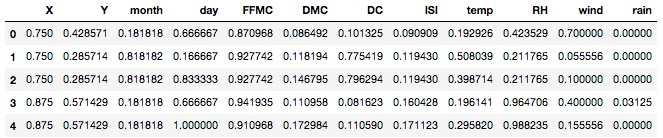 X Y month day FFMC DMC DC ISI temp RH wind rain
0 0.750 0.428571 0.181818 0.666667 0.870968 0.086492 0.101325 0.090909 0.192926 0.423529 0.700000 0.00000
1 0.750 0.285714 0.818182 0.166667 0.927742 0.118194 0.775419 0.119430 0.508039 0.211765 0.055556 0.00000
2 0.750 0.285714 0.818182 0.833333 0.927742 0.146795 0.796294 0.119430 0.398714 0.211765 0.100000 0.00000
3 0.875 0.571429 0.181818 0.666667 0.941935 0.110958 0.081623 0.160428 0.196141 0.964706 0.400000 0.03125
4 0.875 0.571429 0.181818 1.000000 0.910968 0.172984 0.110590 0.171123 0.295820 0.988235 0.155556 0.00000